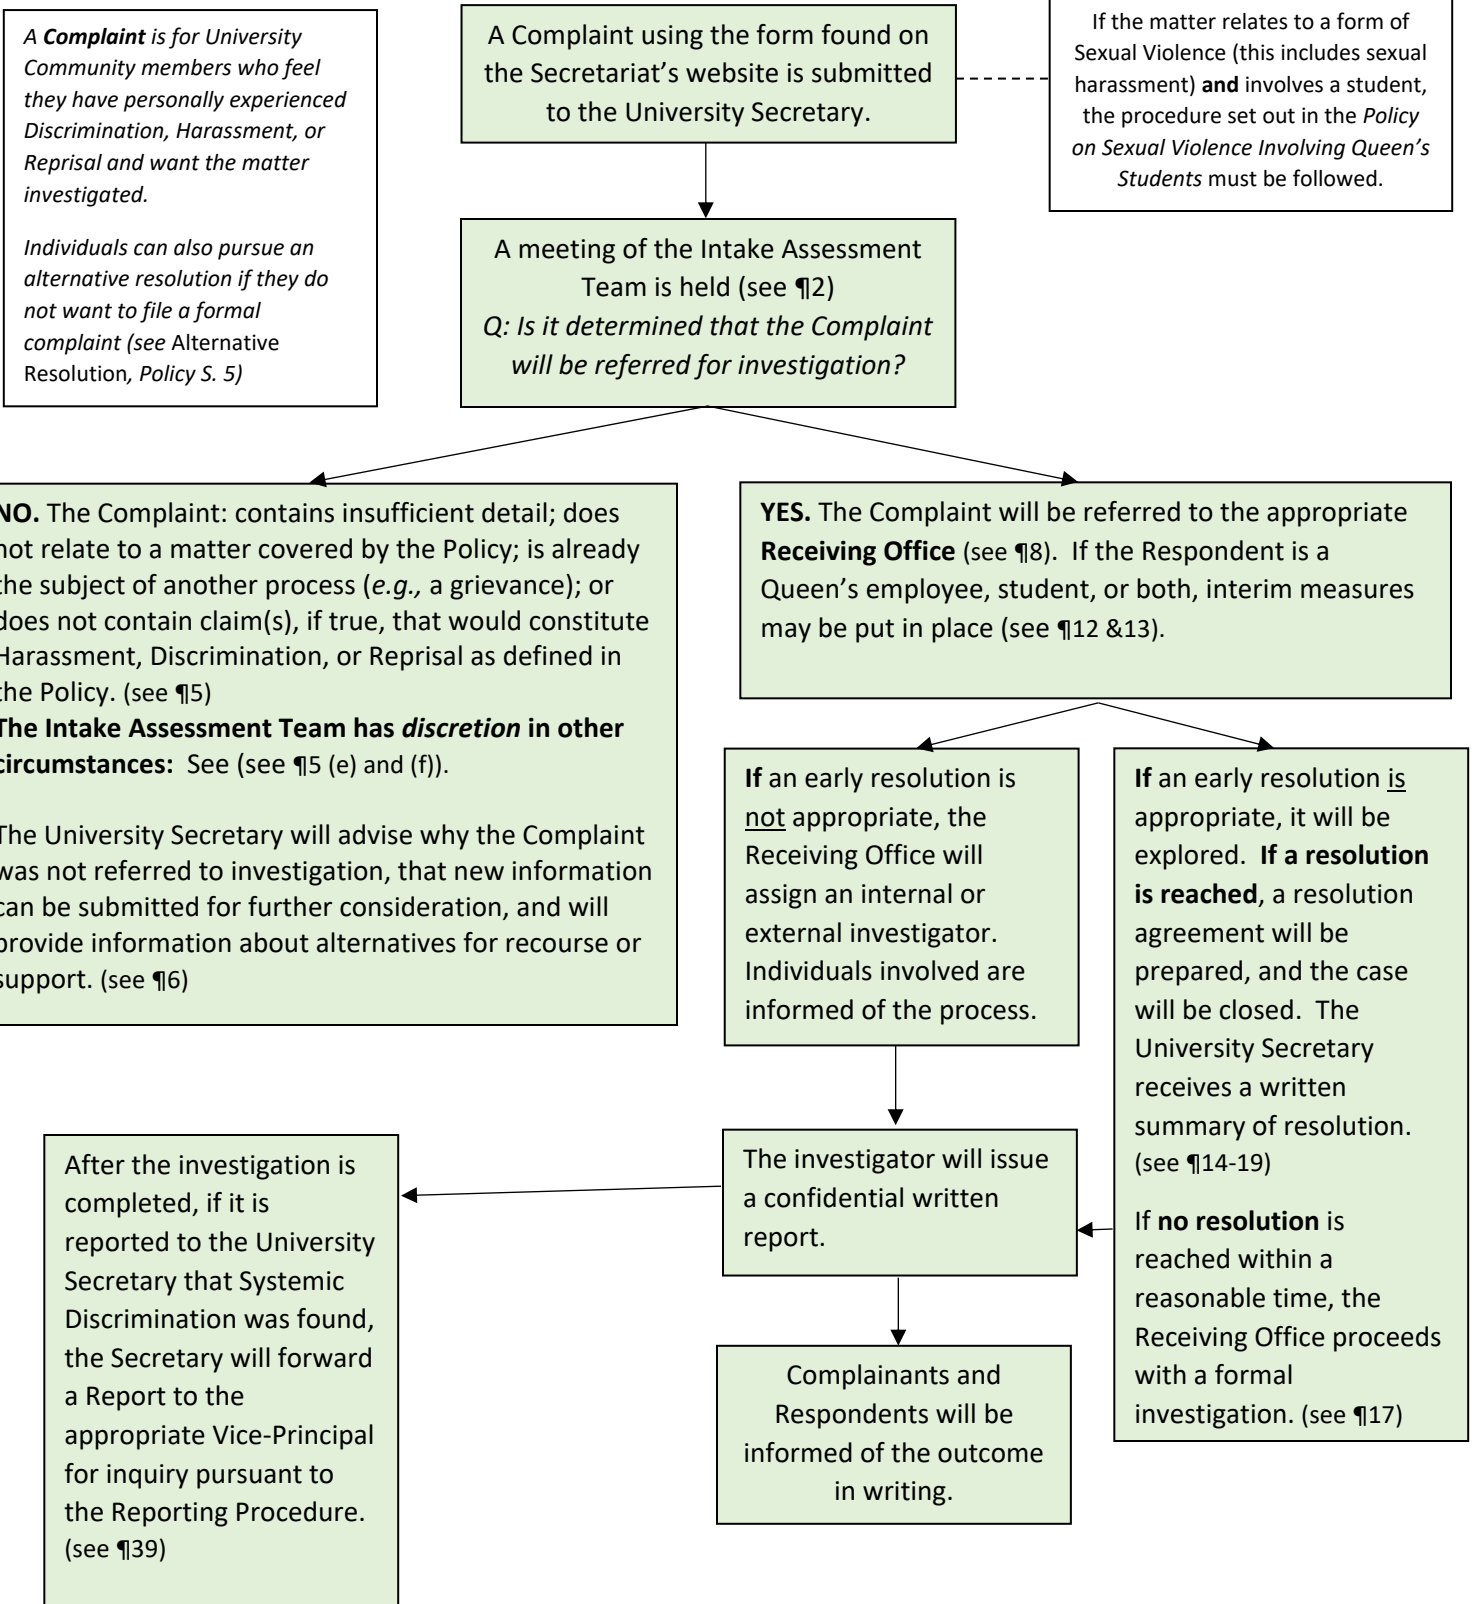 A Complaint is for University
Community members who feel
they have personally experienced
Discrimination, Harassment, or
Reprisal and want the matter
investigated.
Individuals can also pursue an
alternative resolution if they do
not want to file a formal
complaint (see Alternative
Resolution, Policy S. 5)
A Complaint using the form found on
the Secretariat’s website is submitted
to the University Secretary.
If the matter relates to a form of
Sexual Violence (this includes sexual
harassment) and involves a student,
the procedure set out in the Policy
on Sexual Violence Involving Queen’s
Students must be followed.
A meeting of the Intake Assessment
Team is held (see ¶2)
Q: Is it determined that the Complaint
will be referred for investigation?
NO. The Complaint: contains insufficient detail; does
not relate to a matter covered by the Policy; is already
the subject of another process (e.g., a grievance); or
does not contain claim(s), if true, that would constitute
Harassment, Discrimination, or Reprisal as defined in
the Policy. (see ¶5)
The Intake Assessment Team has discretion in other
circumstances: See (see ¶5 (e) and (f)).
The University Secretary will advise why the Complaint
was not referred to investigation, that new information
can be submitted for further consideration, and will
provide information about alternatives for recourse or
support. (see ¶6)
YES. The Complaint will be referred to the appropriate
Receiving Office (see ¶8). If the Respondent is a
Queen’s employee, student, or both, interim measures
may be put in place (see ¶12 &13).
If an early resolution is
not appropriate, the
Receiving Office will
assign an internal or
external investigator.
Individuals involved are
informed of the process.
If an early resolution is
appropriate, it will be
explored. If a resolution
is reached, a resolution
agreement will be
prepared, and the case
will be closed. The
University Secretary
receives a written
summary of resolution.
(see ¶14-19)
If no resolution is
reached within a
reasonable time, the
Receiving Office proceeds
with a formal
investigation. (see ¶17)
The investigator will issue
a confidential written
report.
After the investigation is
completed, if it is
reported to the University
Secretary that Systemic
Discrimination was found,
the Secretary will forward
a Report to the
appropriate Vice-Principal
for inquiry pursuant to
the Reporting Procedure.
(see ¶39)
Complainants and
Respondents will be
informed of the outcome
in writing.